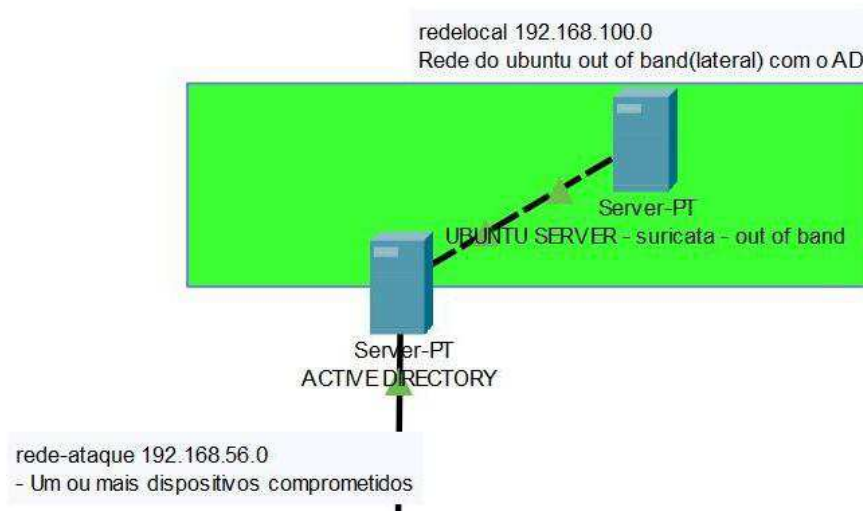 redelocal 192.168.100.0
Rede do ubuntu out of band(lateral) com o AD
Server-PT
UBUNTU SERVER - suricata - out of band
Server-PT
ACTIVE DIRECTORY
rede-ataque 192.168.56.0
- Um ou mais dispositivos comprometidos